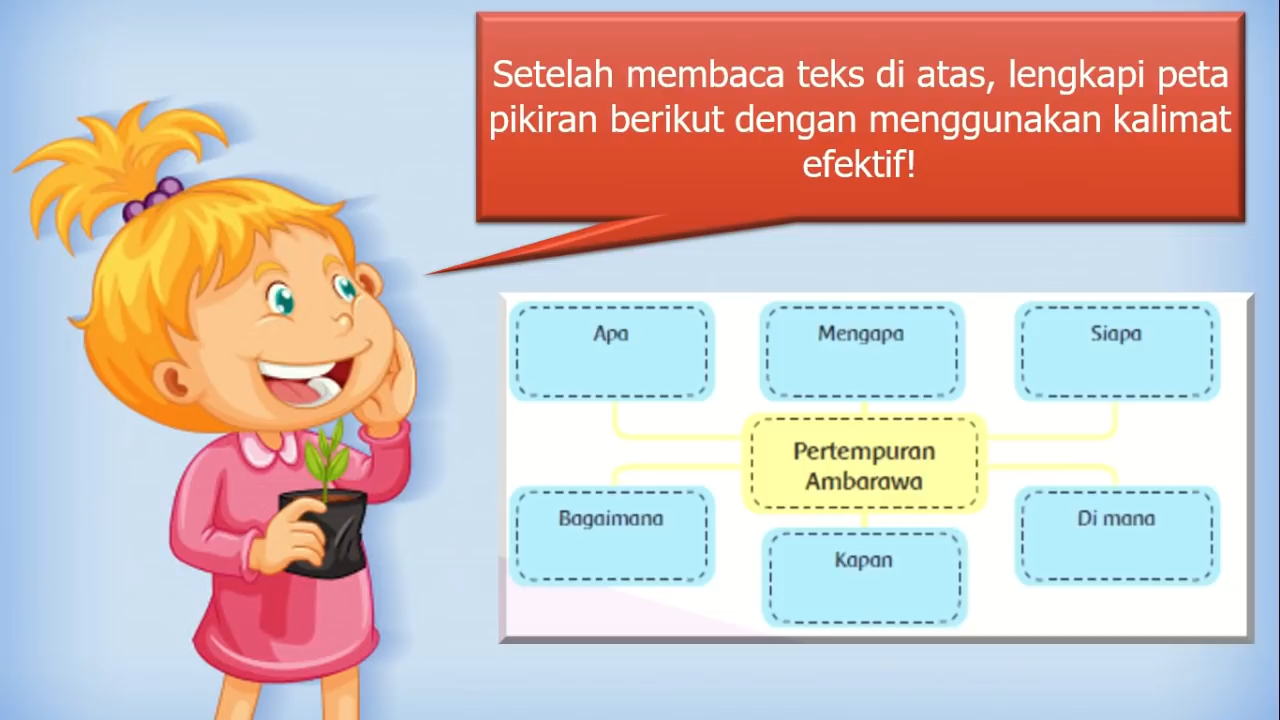 Setelah membaca teks di atas, lengkapi peta
pikiran berikut dengan menggunakan kalimat
efektif!
Apa
Mengapa
Siapa
Pertempuran
Ambarawa
Bagaimana
Kapan
Di mana